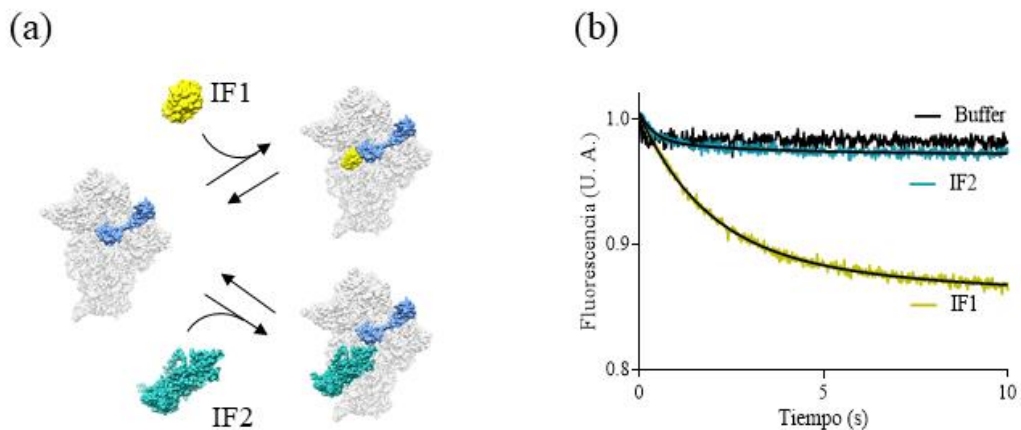 (a)
IF1
IF2
(b)
Fluorescencia (U. A.)
1.0
0.9
0.8
Buffer
IF2
IF1
0
5
10
Tiempo (s)